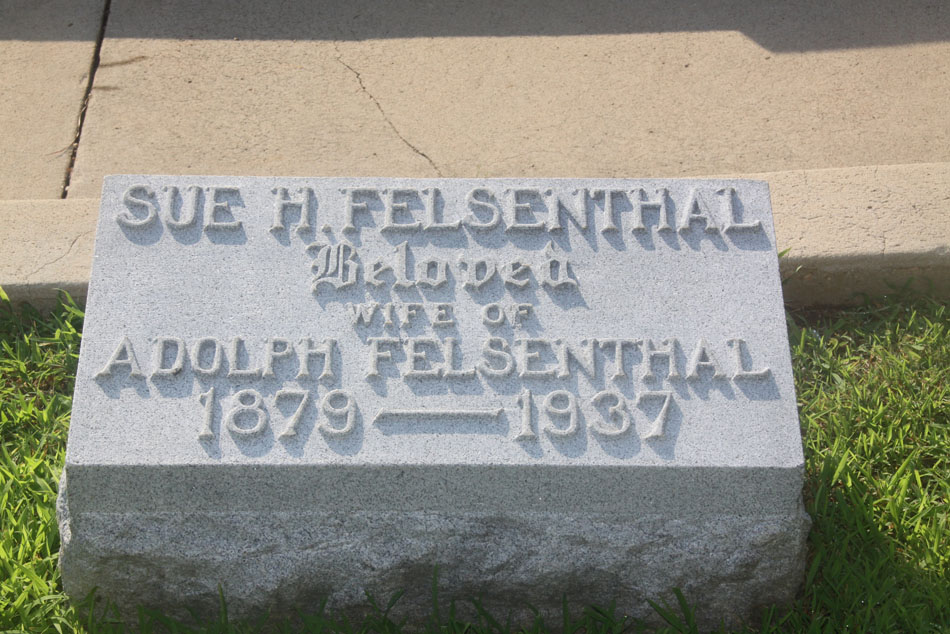 SUE H. FELSENTHAL
Beloved
WIFE OF
ADOLPH FELSENTHAL
1879 — 1937